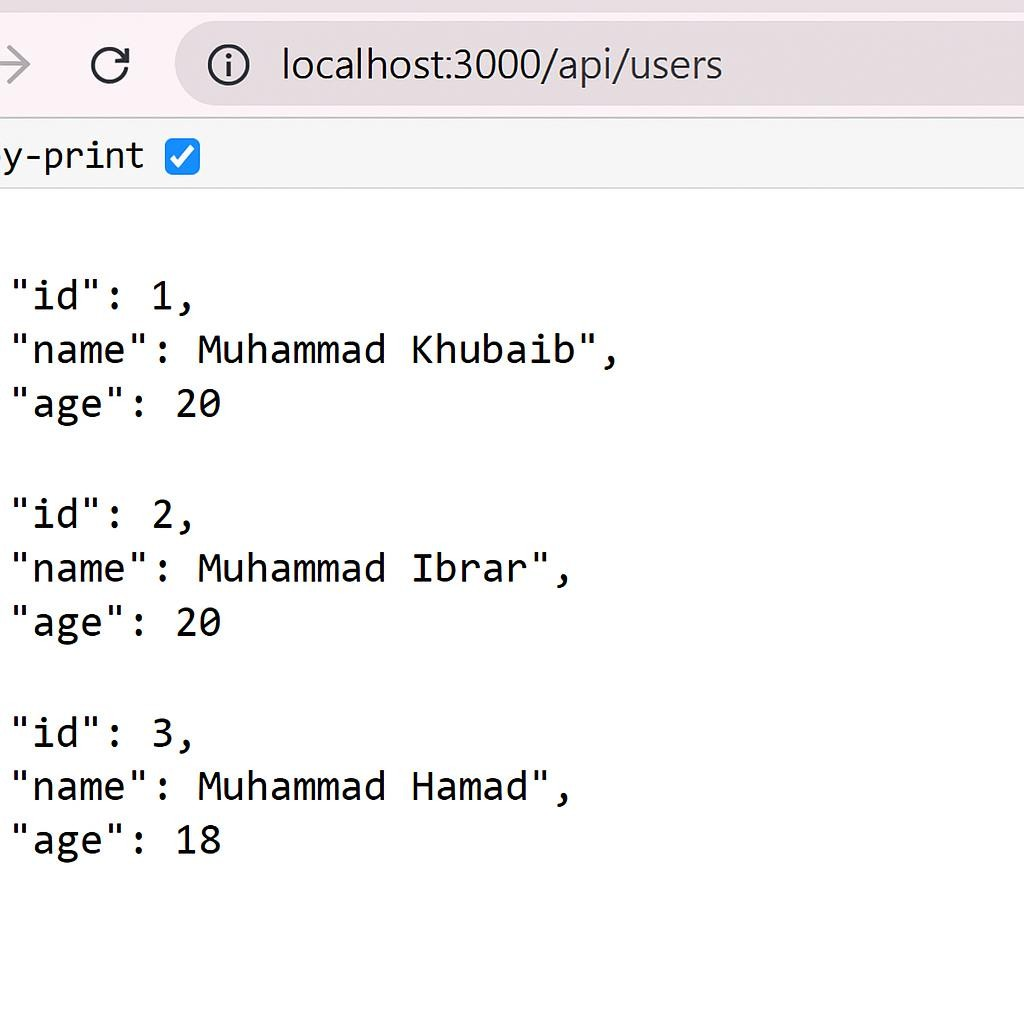 localhost:3000/api/users
y-print
"id": 1,
"name": Muhammad Khubaib",
"age": 20
"id": 2,
"name": Muhammad Ibrar",
"age": 20
"id": 3,
"name": Muhammad Hamad",
"age": 18